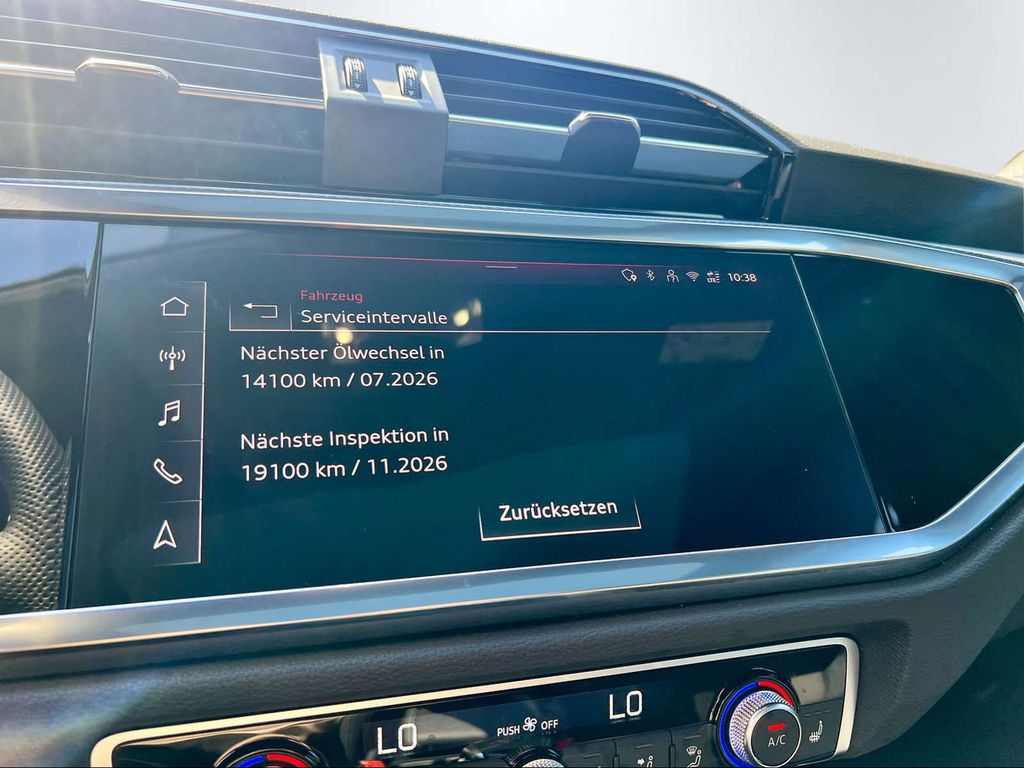 10:38
Fahrzeug
Serviceintervalle
Nächster Ölwechsel in
14100 km / 07.2026
Nächste Inspektion in
19100 km / 11.2026
Zurücksetzen
LO
PUSH OFF
LO
A/C